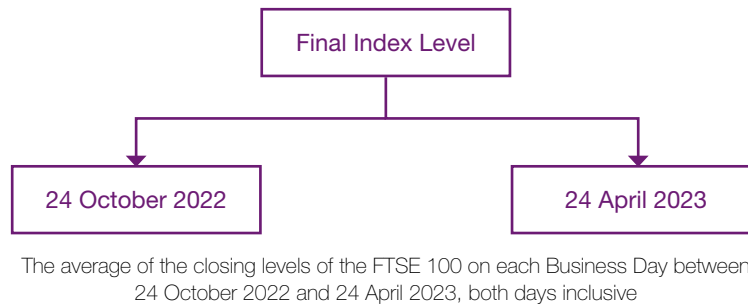 Final Index Level
24 October 2022
24 April 2023
The average of the closing levels of the FTSE 100 on each Business Day between
24 October 2022 and 24 April 2023, both days inclusive